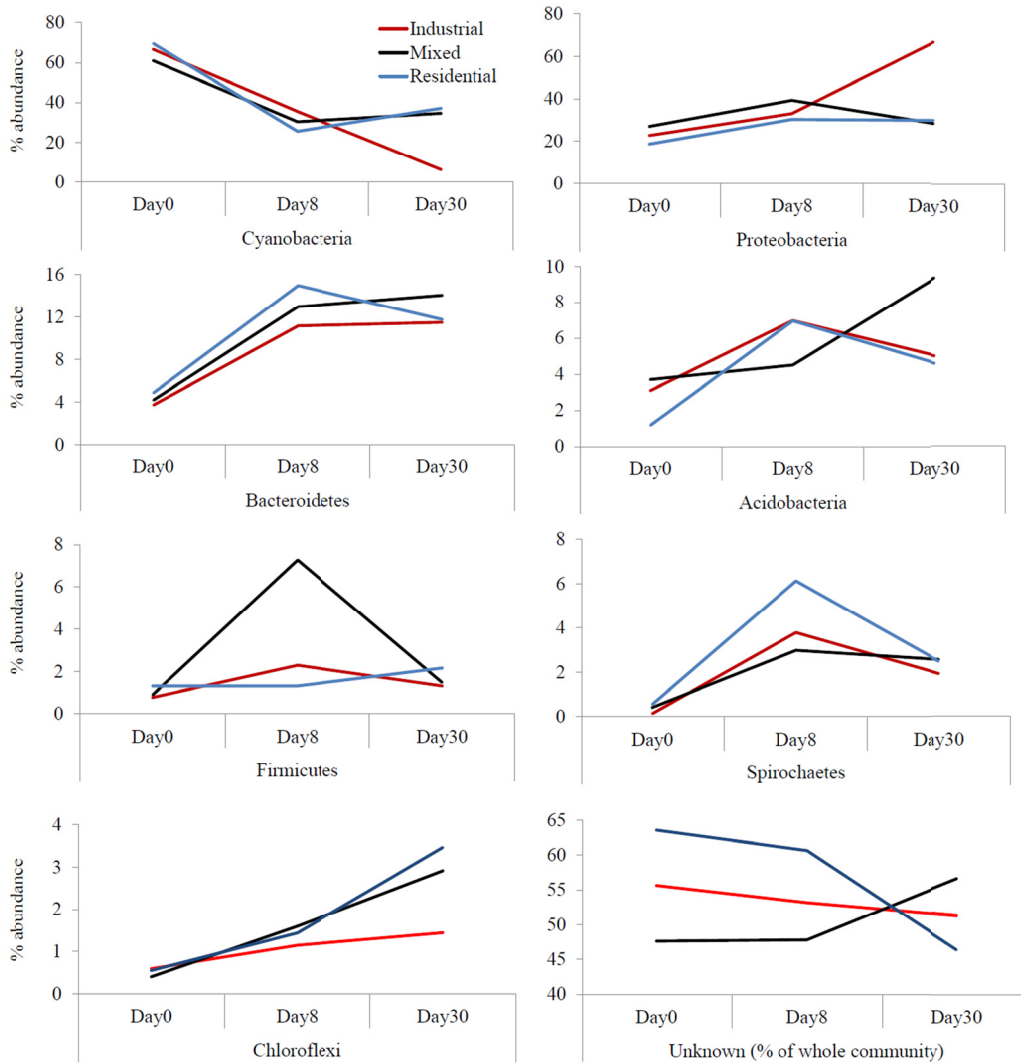 80
60
40
20
0
% abundance
Industrial
Mixed
Residential
Day0 Day8 Day30
Cyanobacteria
80
60
40
20
0
Day0 Day8 Day30
Proteobacteria
16
12
8
4
0
% abundance
Day0 Day8 Day30
Bacteroidetes
10
8
6
4
2
0
Day0 Day8 Day30
Acidobacteria
8
6
4
2
0
% abundance
Day0 Day8 Day30
Firmicutes
8
6
4
2
0
Day0 Day8 Day30
Spirochaetes
4
3
2
1
0
% abundance
Day0 Day8 Day30
Chloroflexi
65
60
55
50
45
40
Day0 Day8 Day30
Unknown (% of whole community)